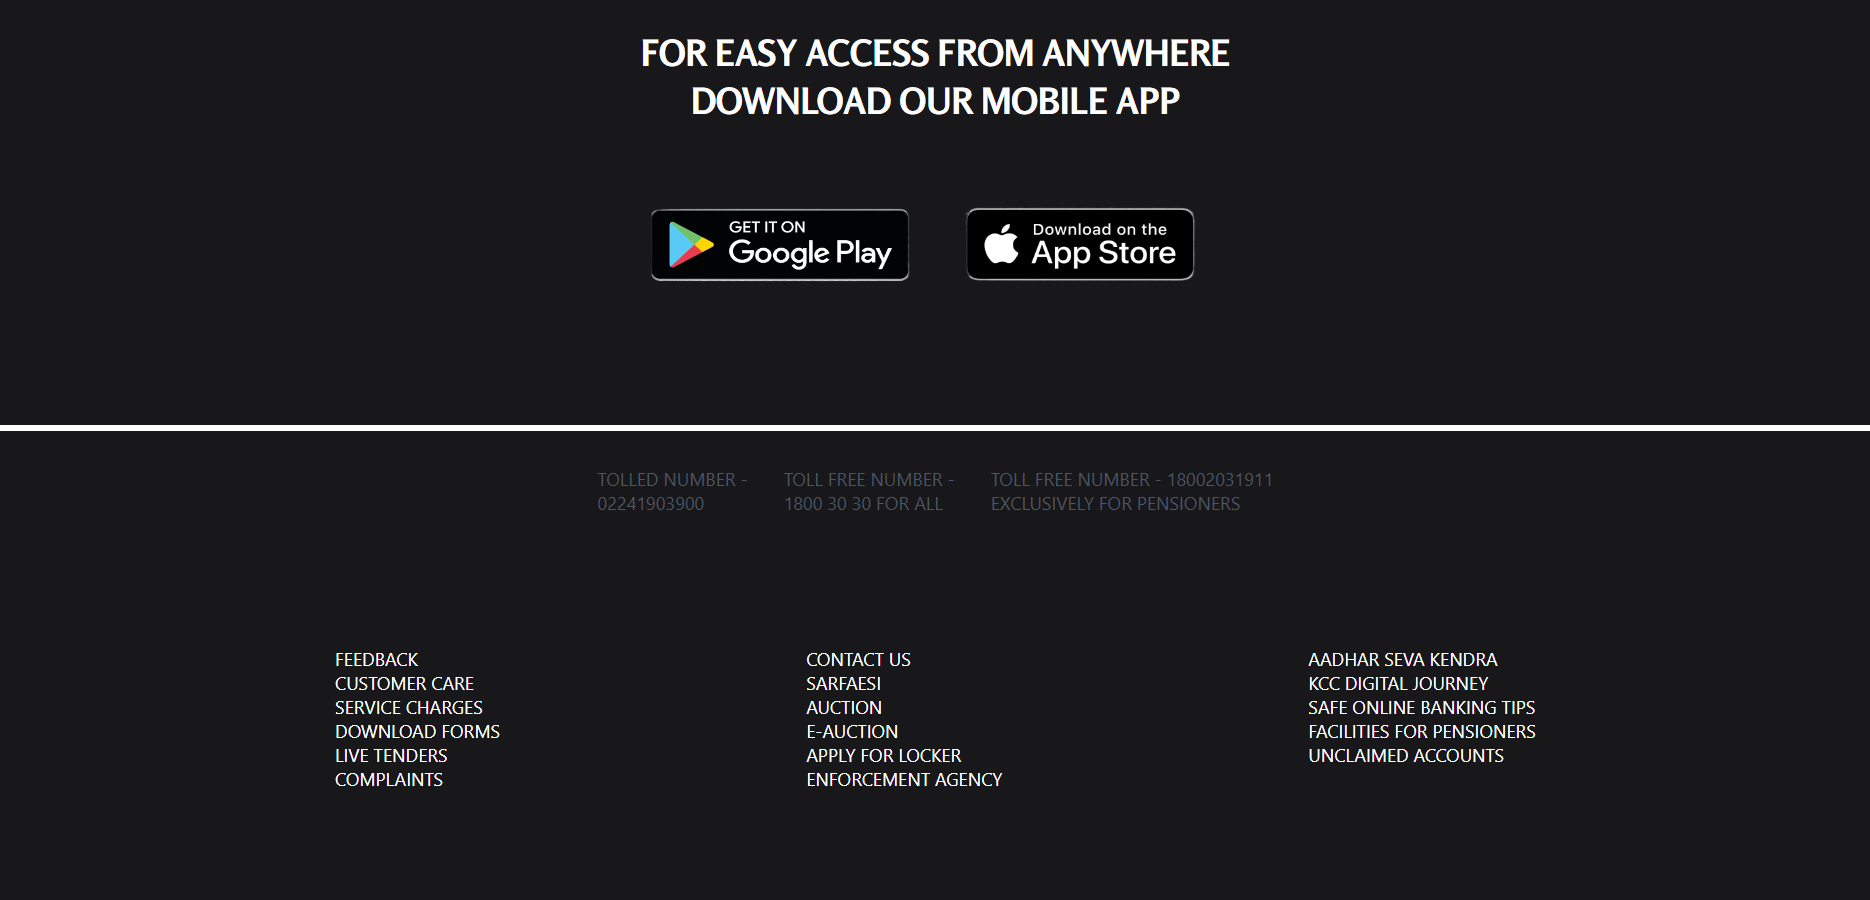 FOR EASY ACCESS FROM ANYWHERE
DOWNLOAD OUR MOBILE APP
GET IT ON
Google Play
Download on the
App Store
TOLLED NUMBER -
02241903900
TOLL FREE NUMBER -
1800 30 30 FOR ALL
TOLL FREE NUMBER - 18002031911
EXCLUSIVELY FOR PENSIONERS
FEEDBACK
CUSTOMER CARE
SERVICE CHARGES
DOWNLOAD FORMS
LIVE TENDERS
COMPLAINTS
CONTACT US
SARFAESI
AUCTION
E-AUCTION
APPLY FOR LOCKER
ENFORCEMENT AGENCY
AADHAR SEVA KENDRA
KCC DIGITAL JOURNEY
SAFE ONLINE BANKING TIPS
FACILITIES FOR PENSIONERS
UNCLAIMED ACCOUNTS